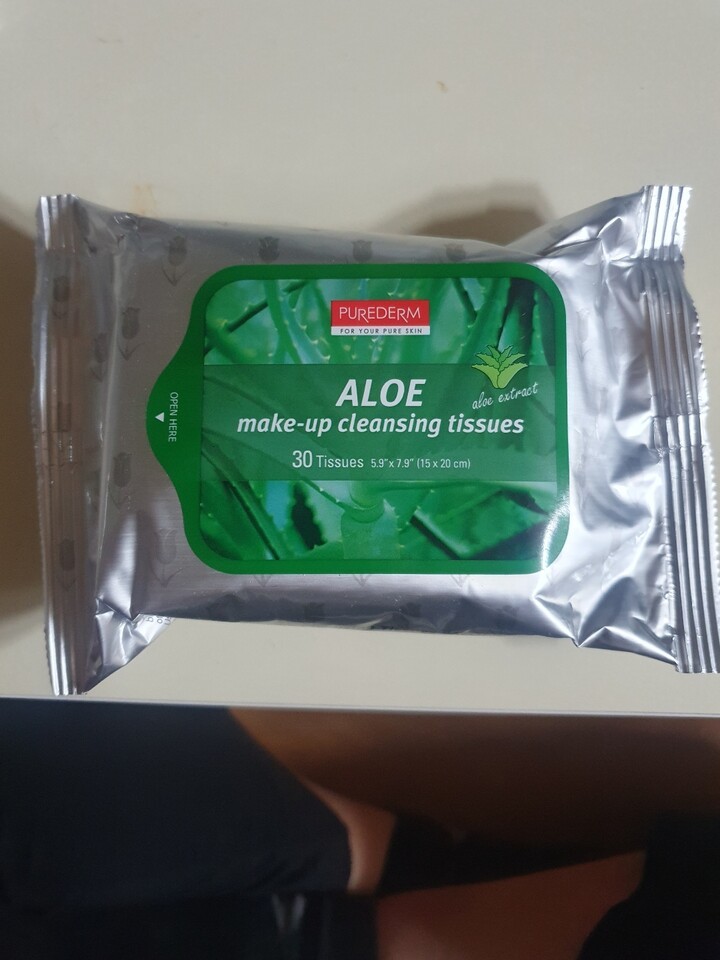 PUREDERM
FOR YOUR PURE SKIN
aloe extract
ALOE
make-up cleansing tissues
30 Tissues 5.9"x 7.9" (15 x 20 cm)
OPEN HERE